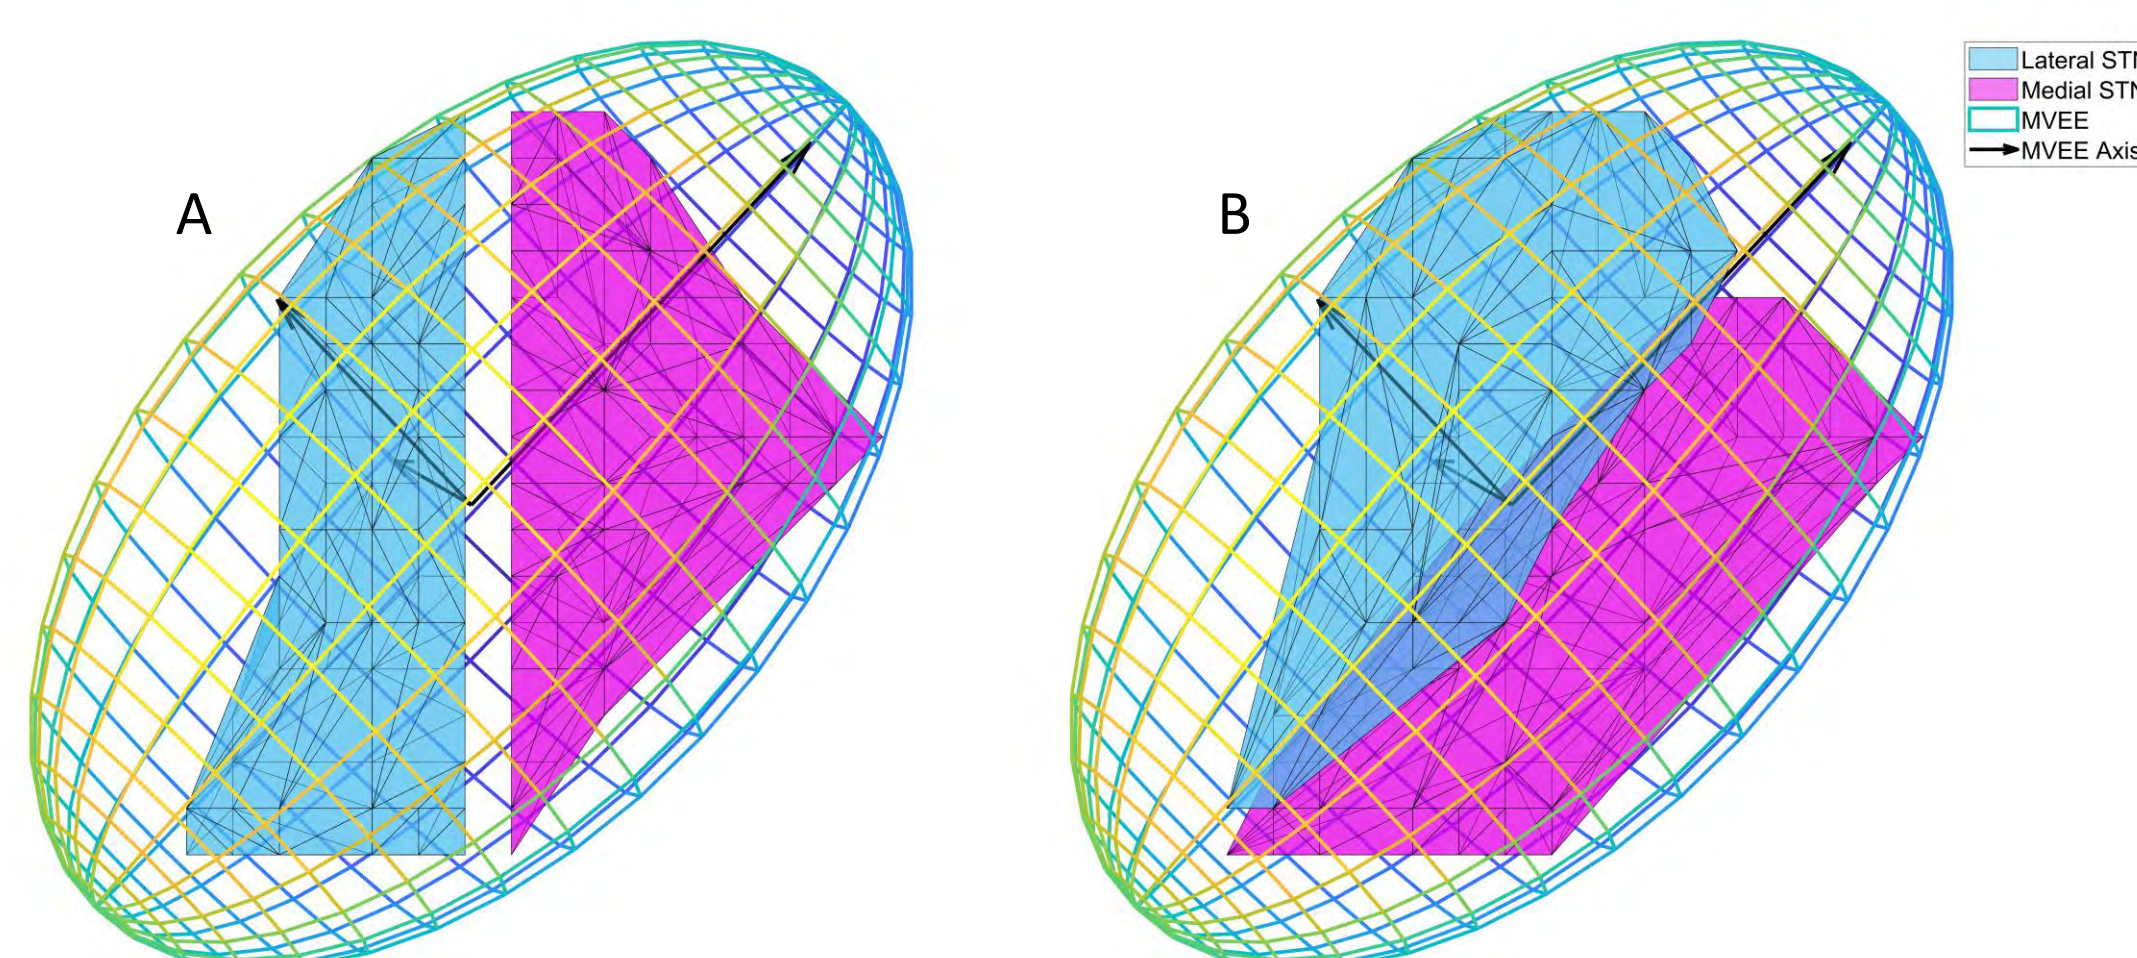 A
B
Lateral STN
Medial STN
MVEE
MVEE Axis